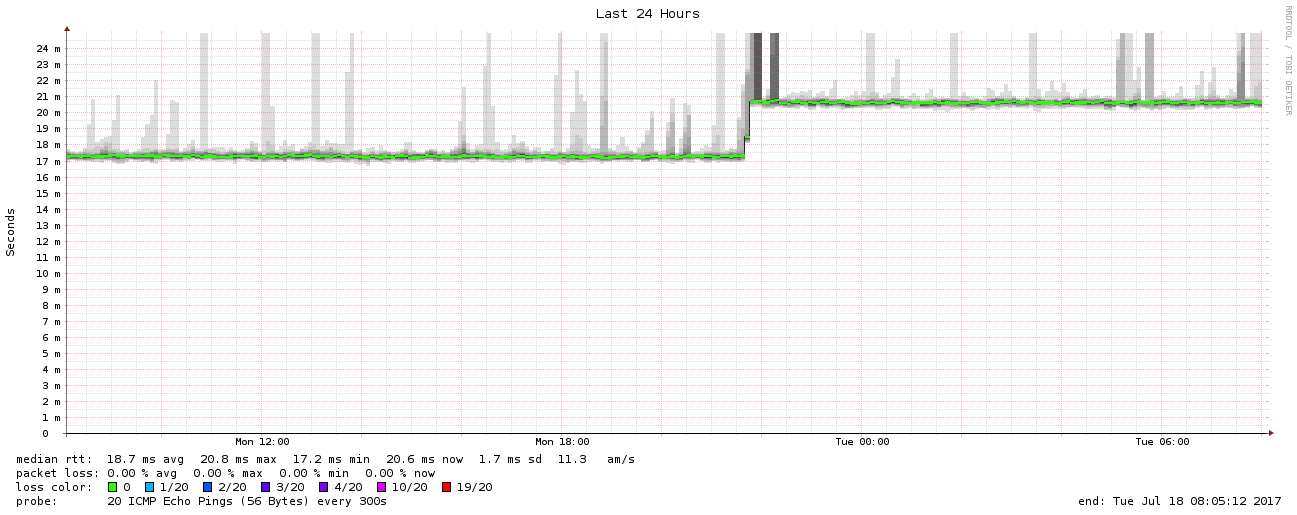 Last 24 Hours
RRDTOOL / TOBI OETIKER
Seconds
24 m
23 m
22 m
21 m
20 m
19 m
18 m
17 m
16 m
15 m
14 m
13 m
12 m
11 m
10 m
9 m
8 m
7 m
6 m
5 m
4 m
3 m
2 m
1 m
0
Mon 12:00 Mon 18:00 Tue 00:00 Tue 06:00
median rtt: 18.7 ms avg 20.8 ms max 17.2 ms min 20.6 ms now 1.7 ms sd 11.3 am/s
packet loss: 0.00 % avg 0.00 % max 0.00 % min 0.00 % now
loss color: 0 1/20 2/20 3/20 4/20 10/20 19/20
probe: 20 ICMP Echo Pings (56 Bytes) every 300s end: Tue Jul 18 08:05:12 2017